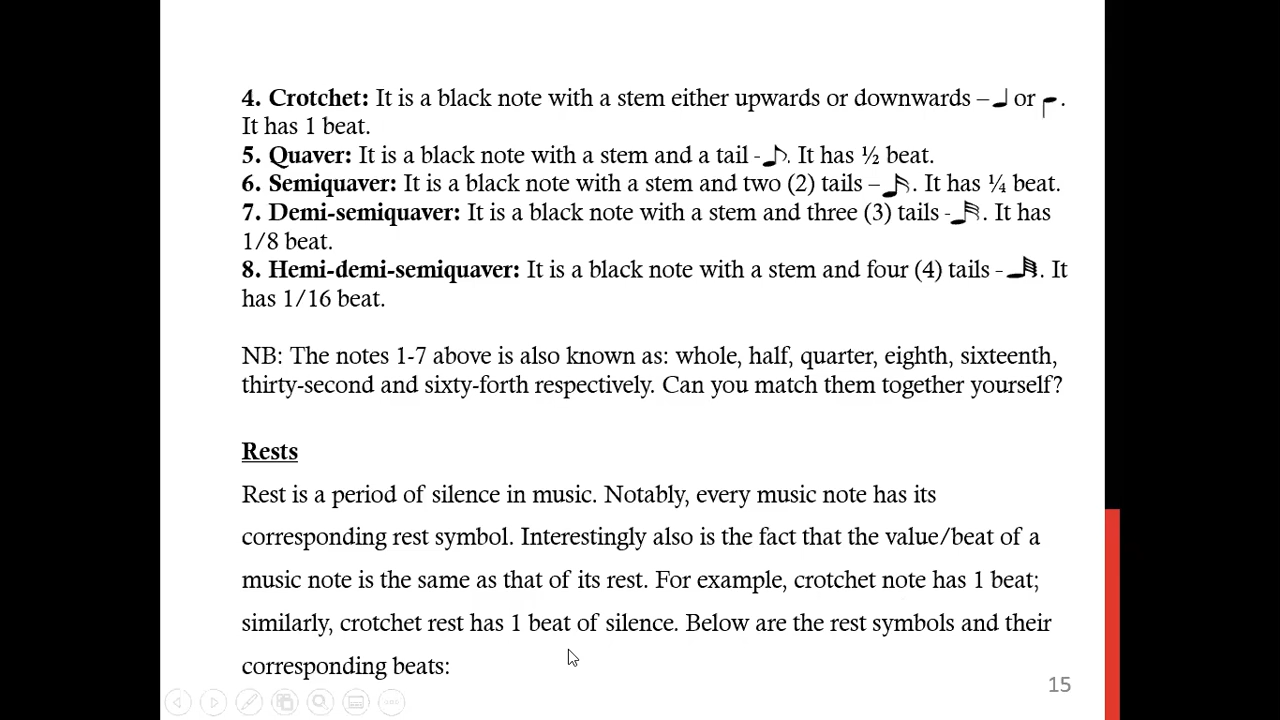 4. Crotchet: It is a black note with a stem either upwards or downwards – or .
It has 1 beat.
5. Quaver: It is a black note with a stem and a tail - ♪. It has ½ beat.
6. Semiquaver: It is a black note with a stem and two (2) tails – . It has ¼ beat.
7. Demi-semiquaver: It is a black note with a stem and three (3) tails - . It has
1/8 beat.
8. Hemi-demi-semiquaver: It is a black note with a stem and four (4) tails - . It
has 1/16 beat.
NB: The notes 1-7 above is also known as: whole, half, quarter, eighth, sixteenth,
thirty-second and sixty-forth respectively. Can you match them together yourself?
Rests
Rest is a period of silence in music. Notably, every music note has its
corresponding rest symbol. Interestingly also is the fact that the value/beat of a
music note is the same as that of its rest. For example, crotchet note has 1 beat;
similarly, crotchet rest has 1 beat of silence. Below are the rest symbols and their
corresponding beats:
15